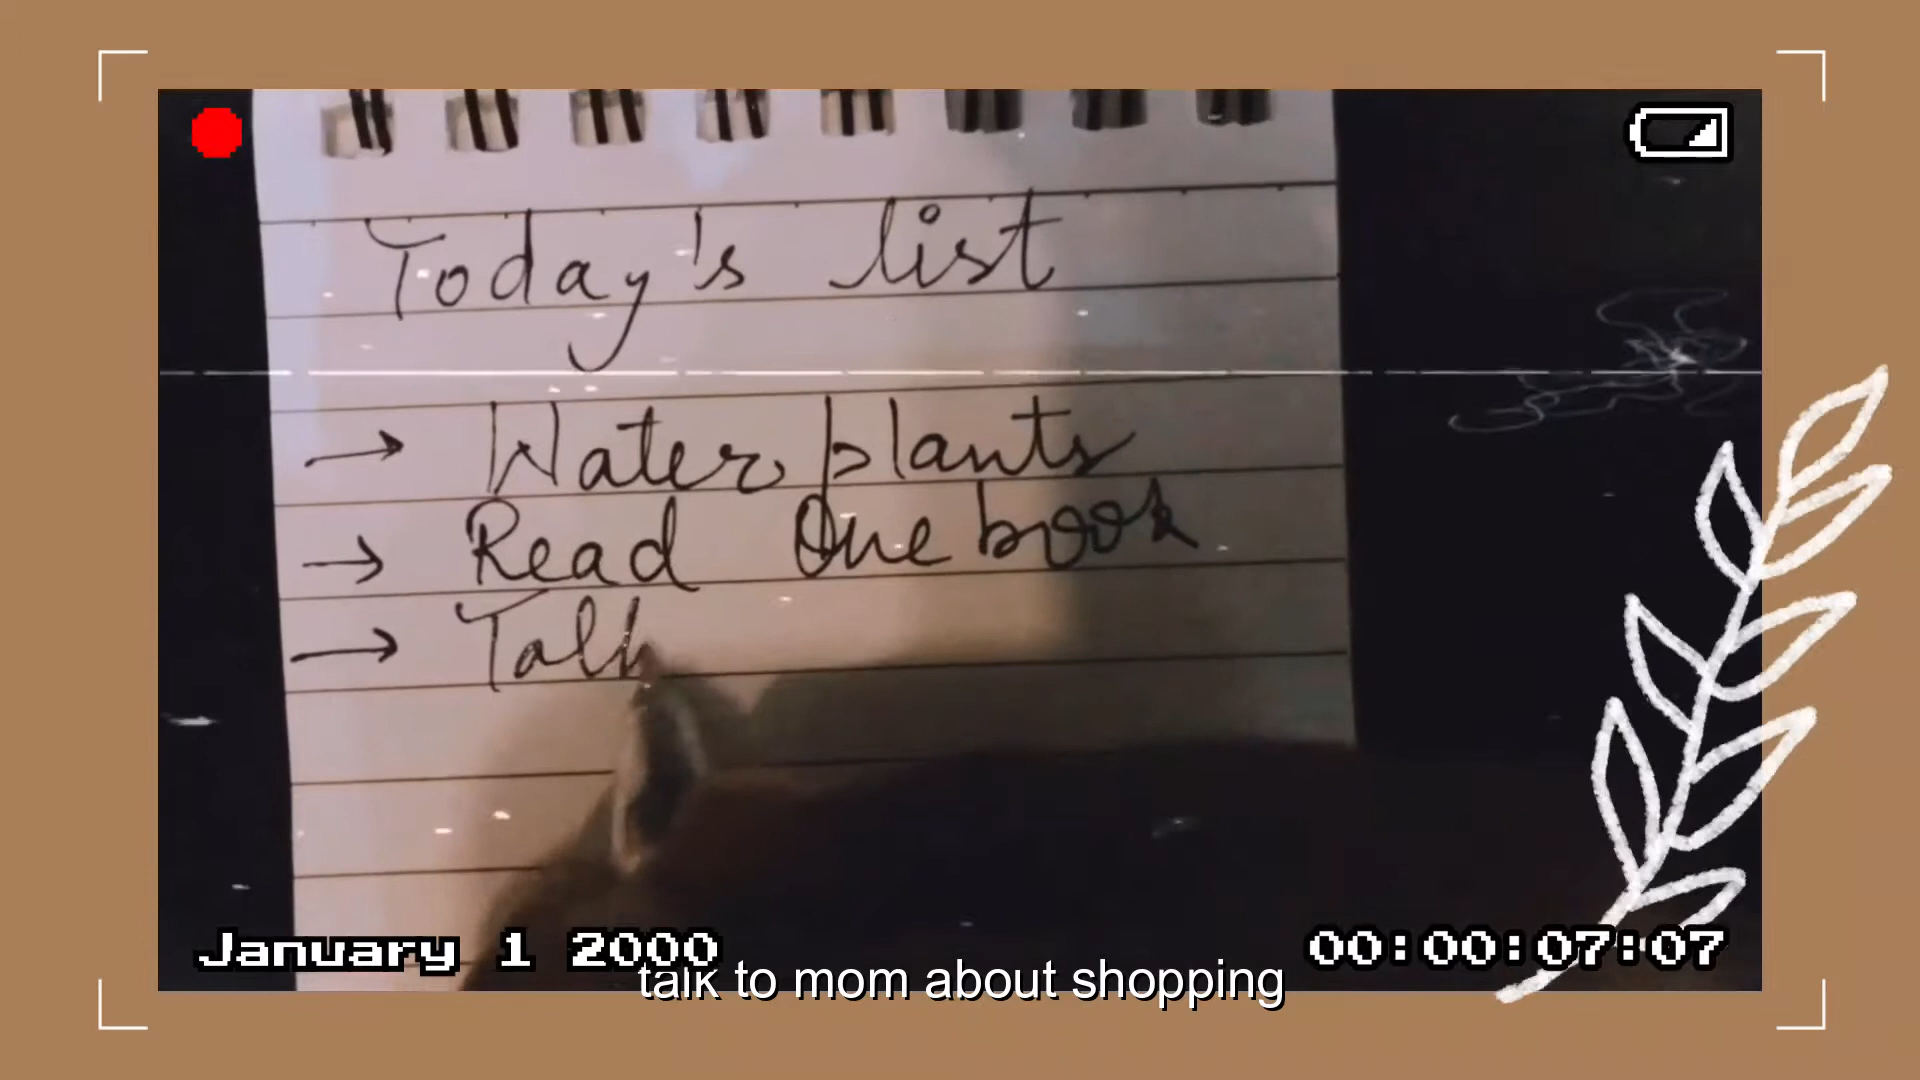 Today's list
→ Water plants
→ Read One book
→ Talk
January 1 2000
00:00:07:07
talk to mom about shopping